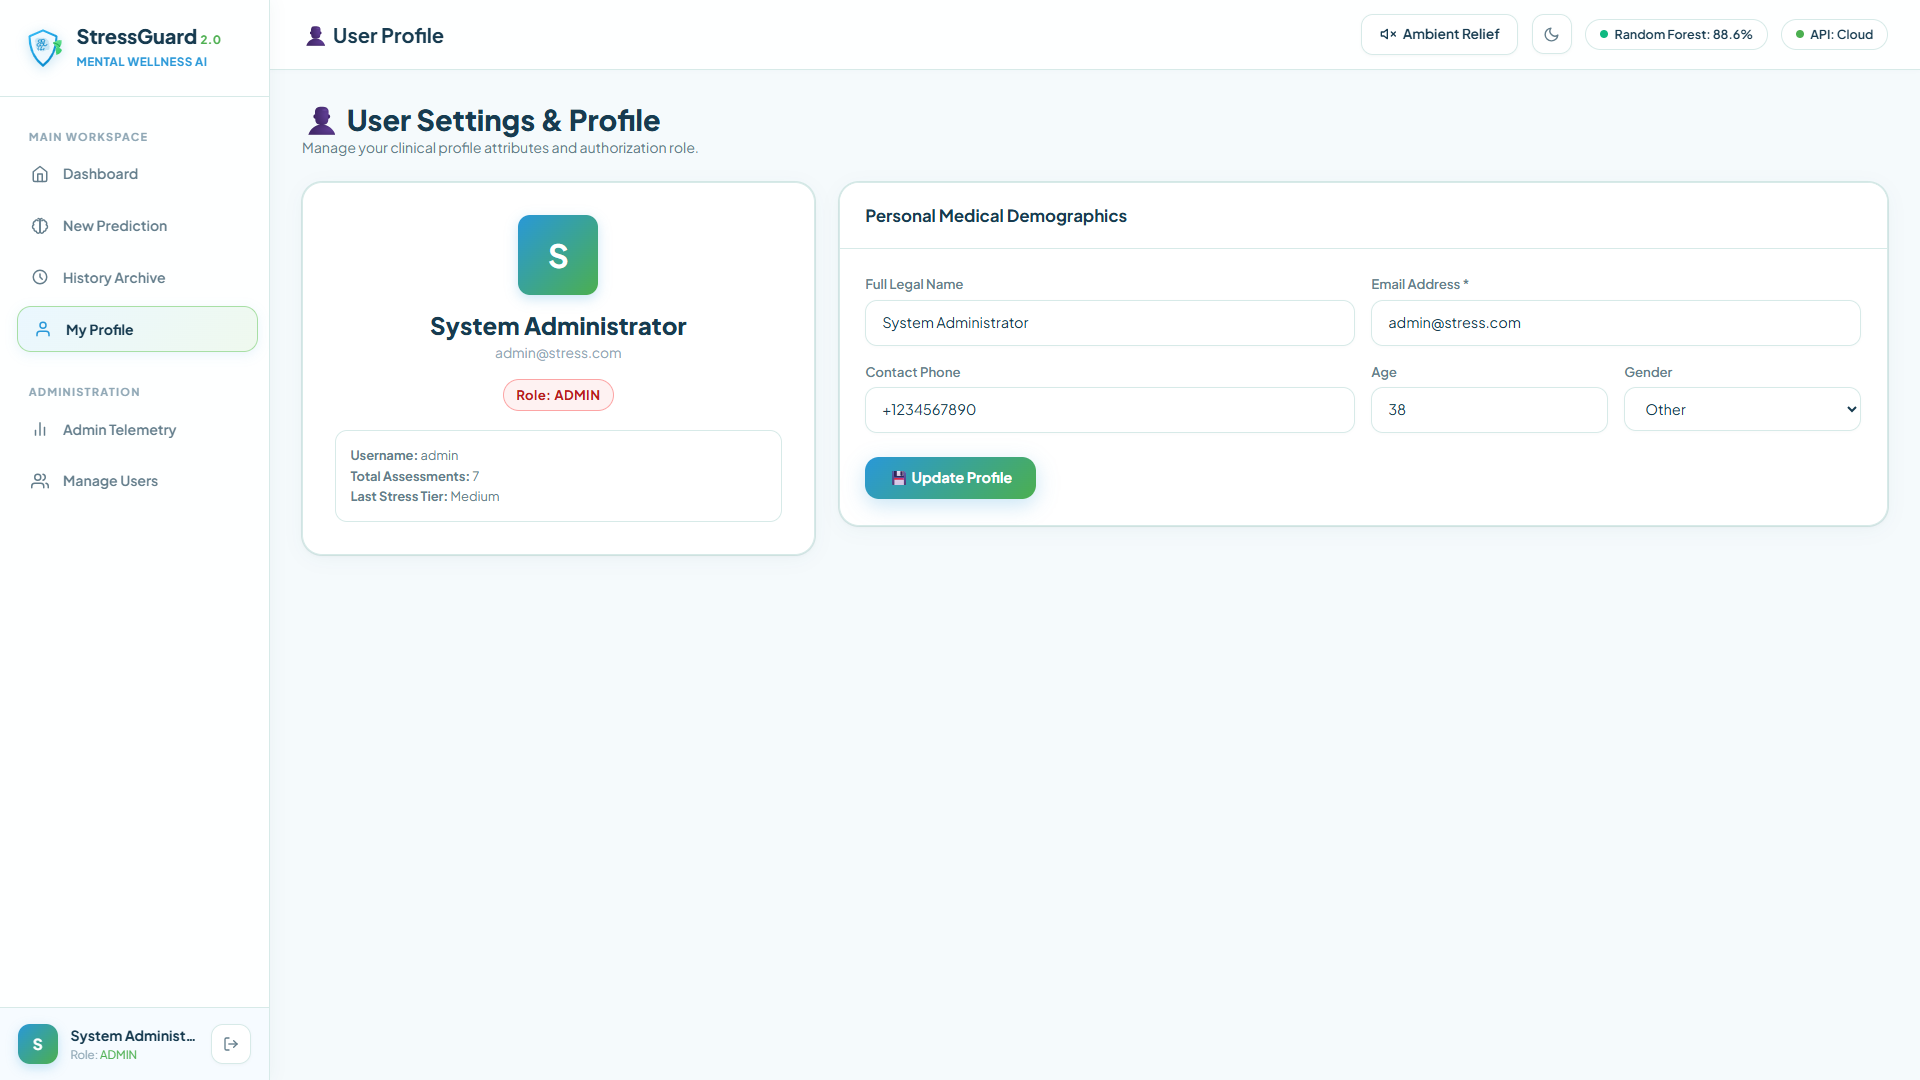 StressGuard 2.0
MENTAL WELLNESS AI
MAIN WORKSPACE
Dashboard
New Prediction
History Archive
My Profile
ADMINISTRATION
Admin Telemetry
Manage Users
S
System Administ...
Role: ADMIN
User Profile
Ambient Relief
Random Forest: 88.6%
API: Cloud
User Settings & Profile
Manage your clinical profile attributes and authorization role.
S
System Administrator
admin@stress.com
Role: ADMIN
Username: admin
Total Assessments: 7
Last Stress Tier: Medium
Personal Medical Demographics
Full Legal Name
System Administrator
Email Address *
admin@stress.com
Contact Phone
+1234567890
Age
38
Gender
Other
Update Profile